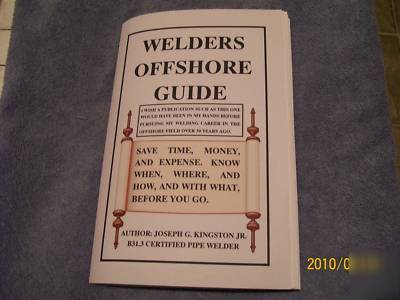 WELDERS
OFFSHORE
GUIDE
I WISH A PUBLICATION SUCH AS THIS ONE
WOULD HAVE BEEN IN MY HANDS BEFORE
PURSUING MY WELDING CAREER IN THE
OFFSHORE FIELD OVER 30 YEARS AGO.
SAVE TIME, MONEY,
AND EXPENSE. KNOW
WHEN, WHERE, AND
HOW, AND WITH WHAT,
BEFORE YOU GO.
AUTHOR: JOSEPH G. KINGSTON JR.
B31.3 CERTIFIED PIPE WELDER
2010/0